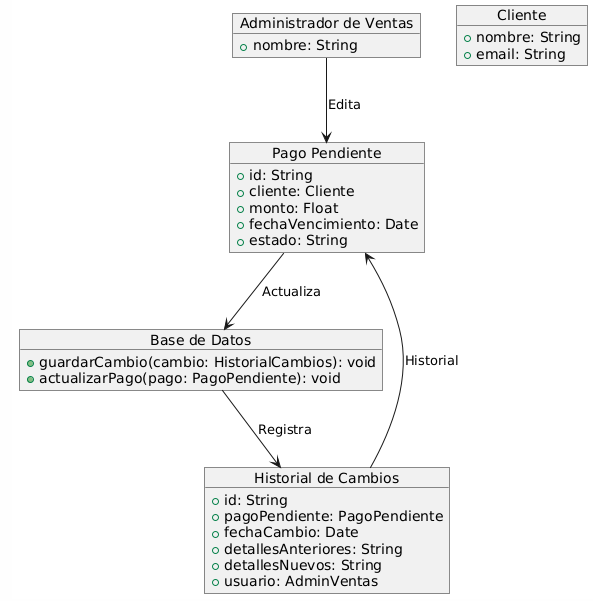 Administrador de Ventas
nombre: String
Cliente
nombre: String
email: String
Edita
Pago Pendiente
id: String
cliente: Cliente
monto: Float
fechaVencimiento: Date
estado: String
Actualiza
Base de Datos
guardarCambio(cambio: HistorialCambios): void
actualizarPago(pago: PagoPendiente): void
Historial
Registra
Historial de Cambios
id: String
pagoPendiente: PagoPendiente
fechaCambio: Date
detallesAnteriores: String
detallesNuevos: String
usuario: AdminVentas